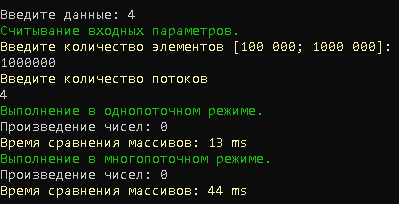 Введите данные: 4
Считывание входных параметров.
Введите количество элементов [100 000; 1000 000]:
1000000
Введите количество потоков
4
Выполнение в однопоточном режиме.
Произведение чисел: 0
Время сравнения массивов: 13 ms
Выполнение в многопоточном режиме.
Произведение чисел: 0
Время сравнения массивов: 44 ms